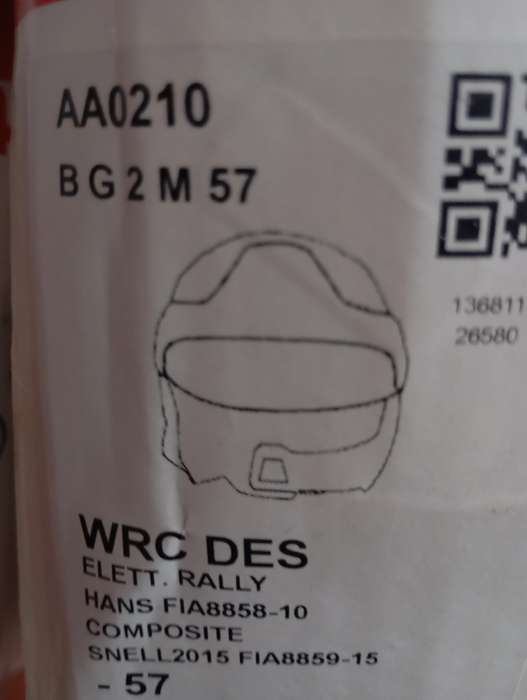 AA0210
B G 2 M 57
136811
26580
WRC DES
ELETT. RALLY
HANS FIA8858-10
COMPOSITE
SNELL2015 FIA8859-15
- 57